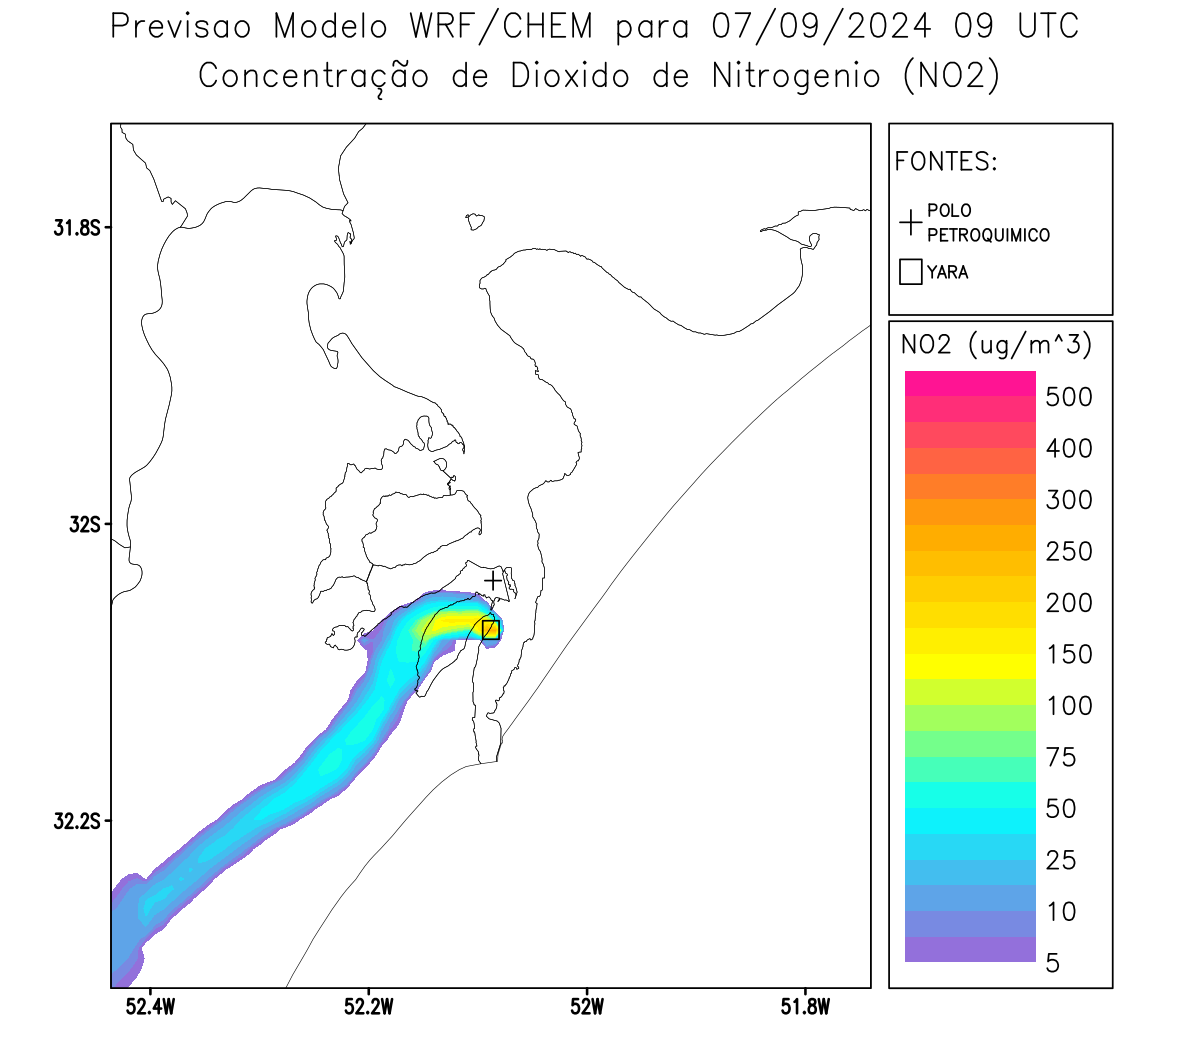 Previsao Modelo WRF/CHEM para 07/09/2024 09 UTC
Concentração de Dioxido de Nitrogenio (NO2)
FONTES:
POLO
PETROQUIMICO
YARA
NO2 (ug/m^3)
500
400
300
250
200
150
100
75
50
25
10
5
31.8S
32S
32.2S
52.4W
52.2W
52W
51.8W